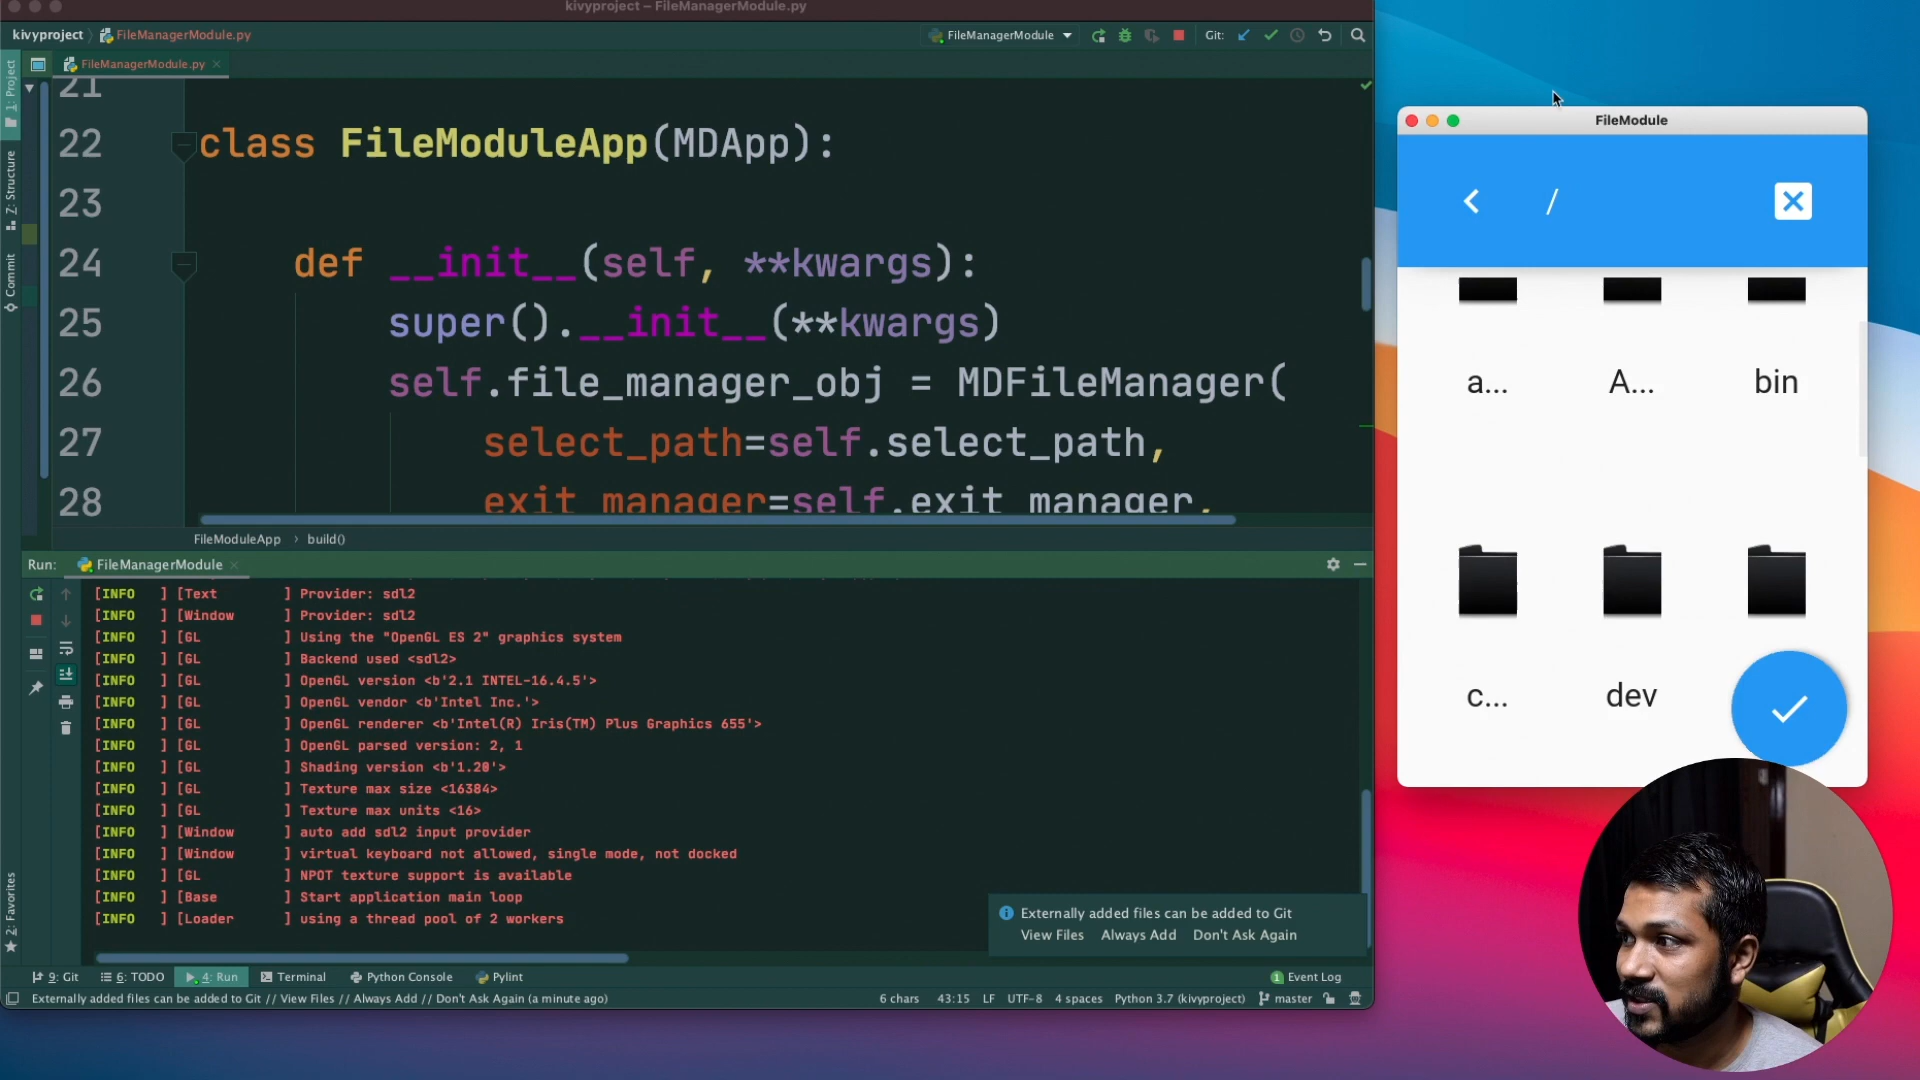 kivyproject – FileManagerModule.py
kivyproject FileManagerModule.py
FileManagerModule
Git:
FileManagerModule.py
1: Project
Z: Structure
Commit
2: Favorites
21
22 class FileModuleApp(MDApp):
23
24 def __init__(self, **kwargs):
25 super().__init__(**kwargs)
26 self.file_manager_obj = MDFileManager(
27 select_path=self.select_path,
28 exit_manager=self.exit_manager,
FileModuleApp › build()
Run: FileManagerModule
[INFO ] [Text ] Provider: sdl2
[INFO ] [Window ] Provider: sdl2
[INFO ] [GL ] Using the "OpenGL ES 2" graphics system
[INFO ] [GL ] Backend used <sdl2>
[INFO ] [GL ] OpenGL version <b'2.1 INTEL-16.4.5'>
[INFO ] [GL ] OpenGL vendor <b'Intel Inc.'>
[INFO ] [GL ] OpenGL renderer <b'Intel(R) Iris(TM) Plus Graphics 655'>
[INFO ] [GL ] OpenGL parsed version: 2, 1
[INFO ] [GL ] Shading version <b'1.20'>
[INFO ] [GL ] Texture max size <16384>
[INFO ] [GL ] Texture max units <16>
[INFO ] [Window ] auto add sdl2 input provider
[INFO ] [Window ] virtual keyboard not allowed, single mode, not docked
[INFO ] [GL ] NPOT texture support is available
[INFO ] [Base ] Start application main loop
[INFO ] [Loader ] using a thread pool of 2 workers
Externally added files can be added to Git
View Files Always Add Don't Ask Again
9: Git 6: TODO 4: Run Terminal Python Console Pylint 1 Event Log
Externally added files can be added to Git // View Files // Always Add // Don't Ask Again (a minute ago) 6 chars 43:15 LF UTF-8 4 spaces Python 3.7 (kivyproject) master
FileModule
/
a... A... bin
c... dev